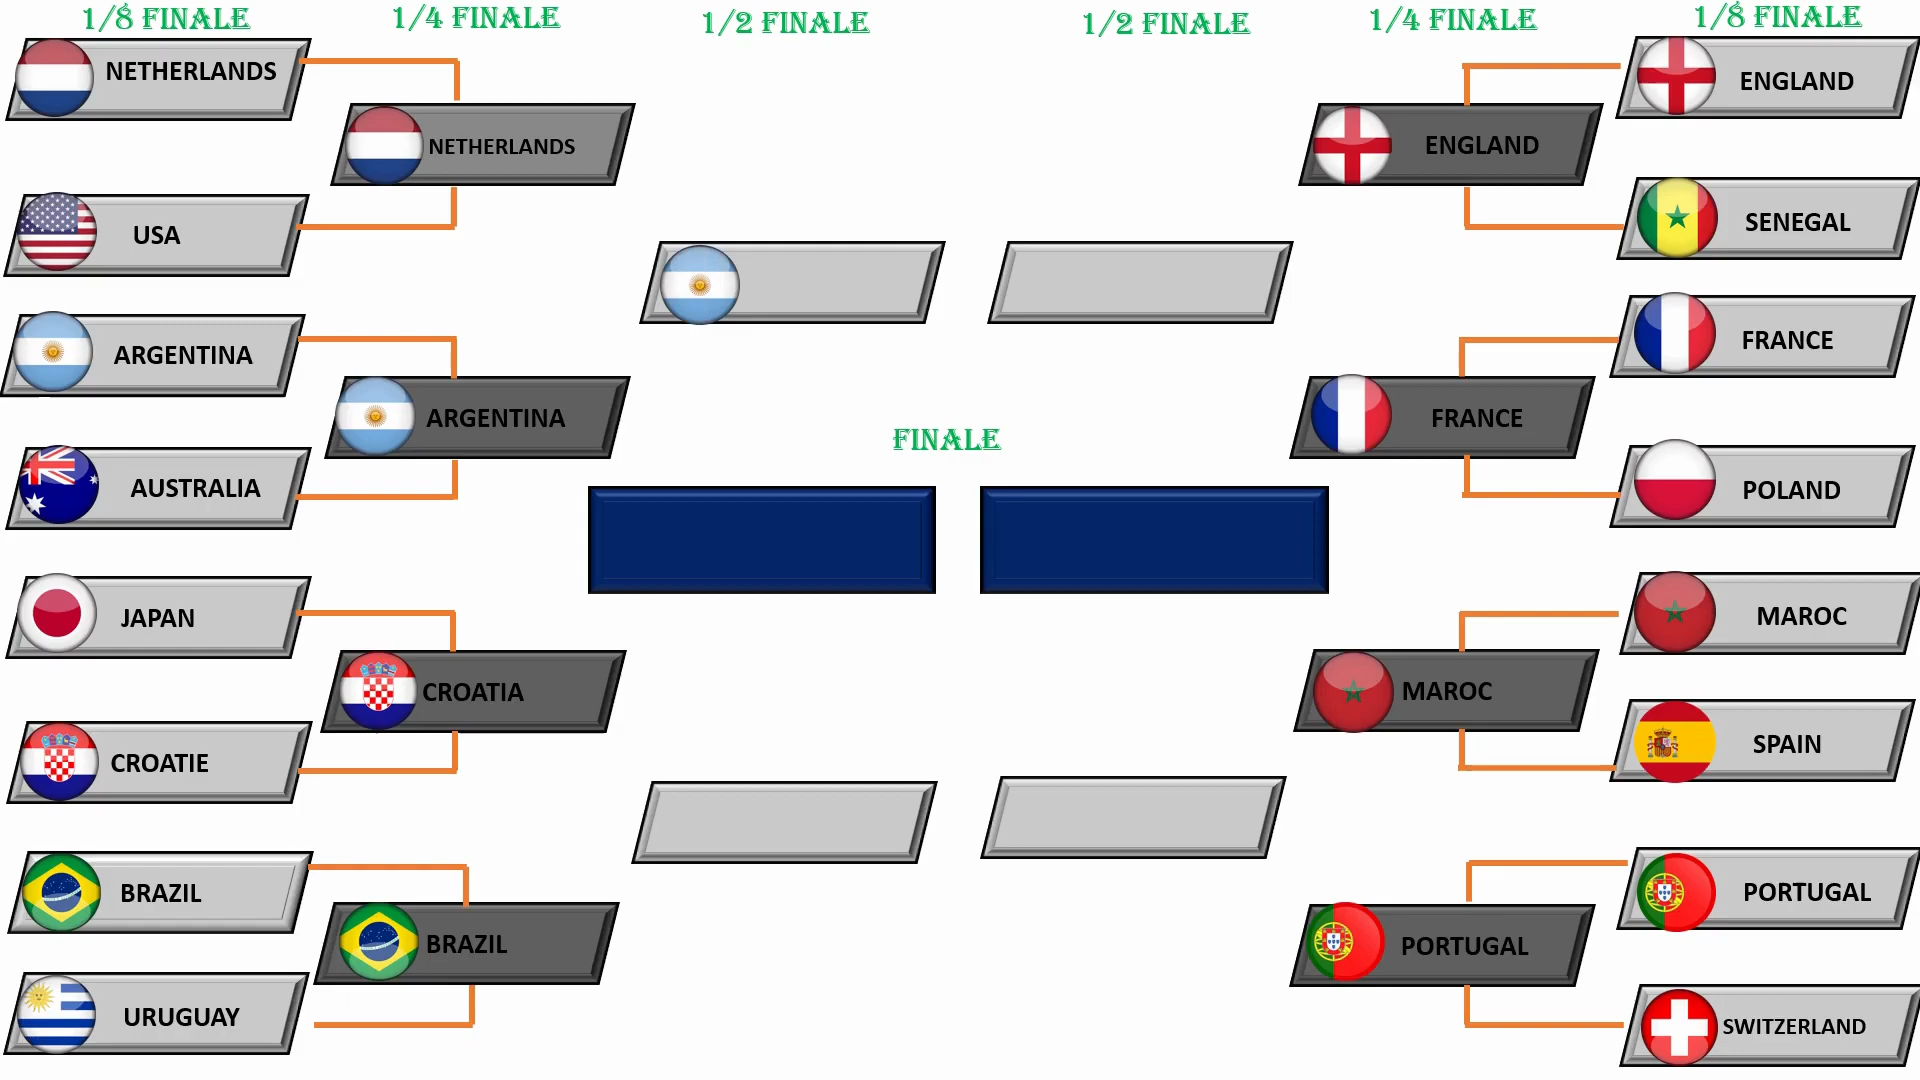 1/8 FINALE
1/4 FINALE
1/2 FINALE
1/2 FINALE
1/4 FINALE
1/8 FINALE
NETHERLANDS
USA
ARGENTINA
AUSTRALIA
JAPAN
CROATIE
BRAZIL
URUGUAY
NETHERLANDS
ARGENTINA
CROATIA
BRAZIL
FINALE
ENGLAND
FRANCE
MAROC
PORTUGAL
ENGLAND
SENEGAL
FRANCE
POLAND
MAROC
SPAIN
PORTUGAL
SWITZERLAND